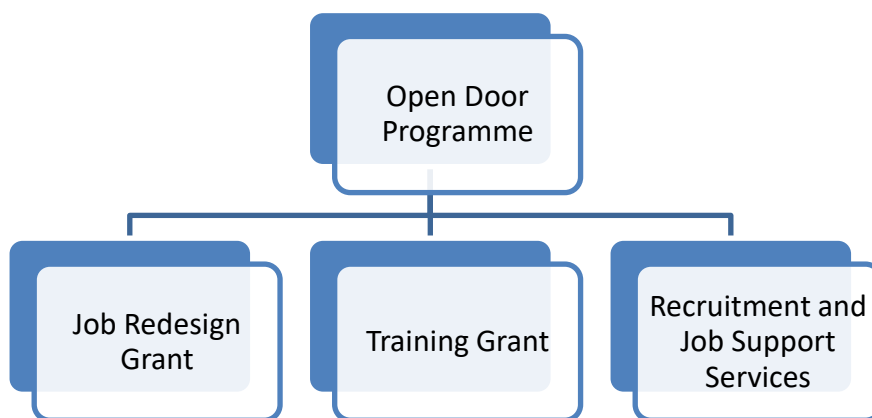 Open Door
Programme
Job Redesign
Grant
Training Grant
Recruitment and
Job Support
Services